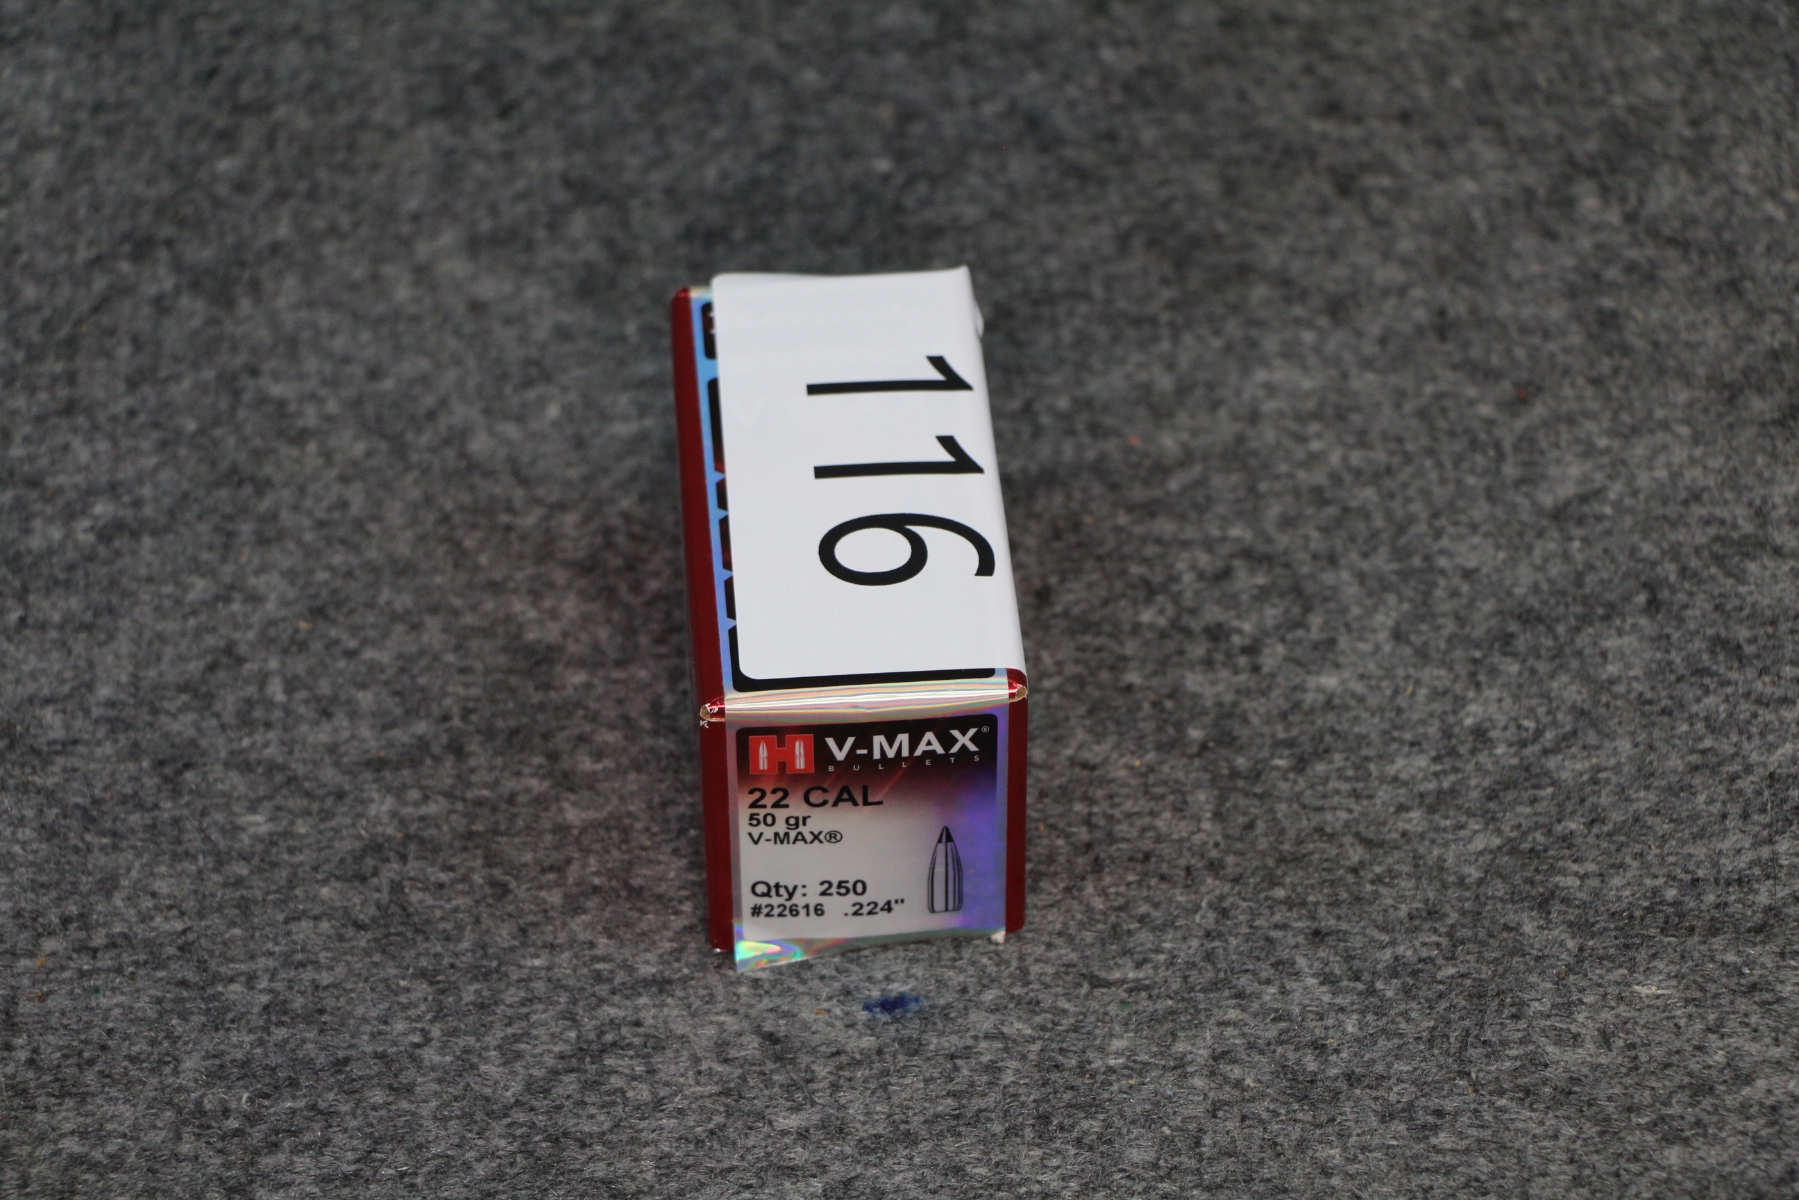 116
H V-MAX®
BULLETS
22 CAL
50 gr
V-MAX®
Qty: 250
#22616 .224"